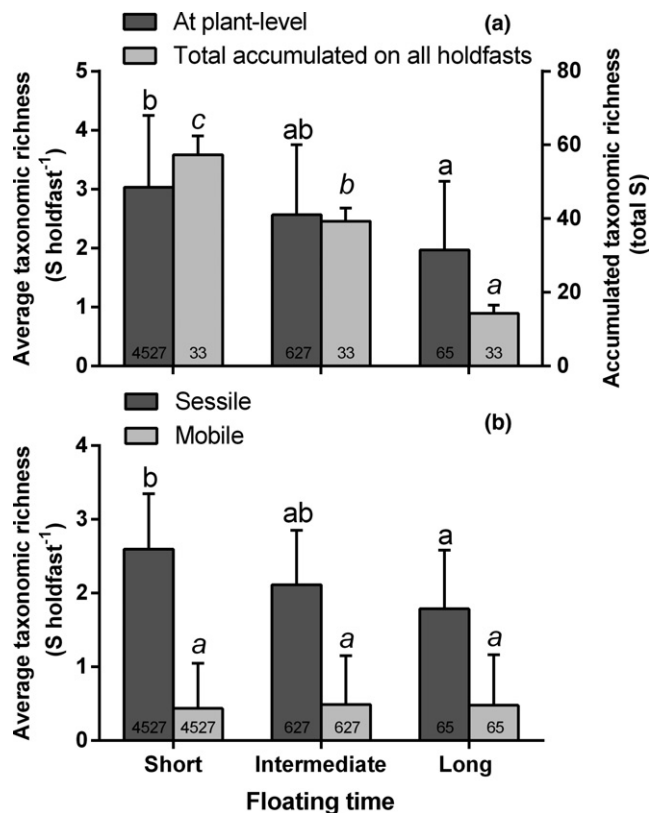 At plant-level
(a)
Total accumulated on all holdfasts
Average taxonomic richness
(S holdfast-1)
5
4
3
2
1
0
b
c
ab
b
a
a
4527
33
627
33
65
33
80
60
40
20
0
Accumulated taxonomic richness
(total S)
Sessile
Mobile
(b)
Average taxonomic richness
(S holdfast-1)
4
3
2
1
0
b
a
ab
a
a
a
4527
4527
627
627
65
65
Short
Intermediate
Long
Floating time